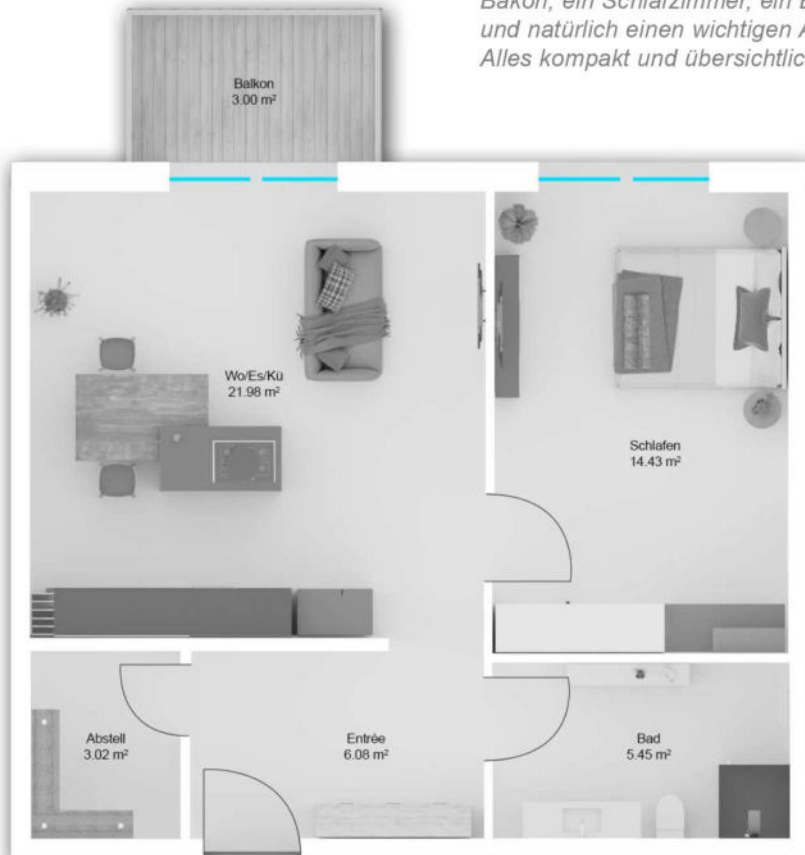 Bakon, ein Schlafzimmer, ein
und natürlich einen wichtigen
Alles kompakt und übersichtlic
Balkon
3.00 m²
Wo/Es/Kü
21.98 m²
Schlafen
14.43 m²
Abstell
3.02 m²
Entrée
6.08 m²
Bad
5.45 m²